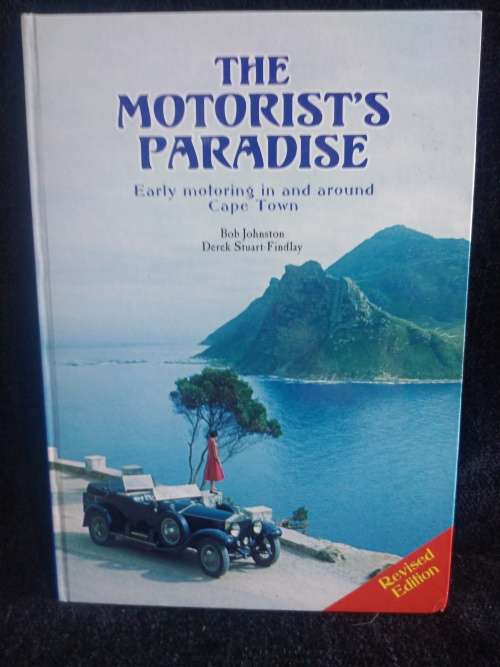 THE
MOTORIST'S
PARADISE
Early motoring in and around
Cape Town
Bob Johnston
Derek Stuart Findlay
Revised
Edition